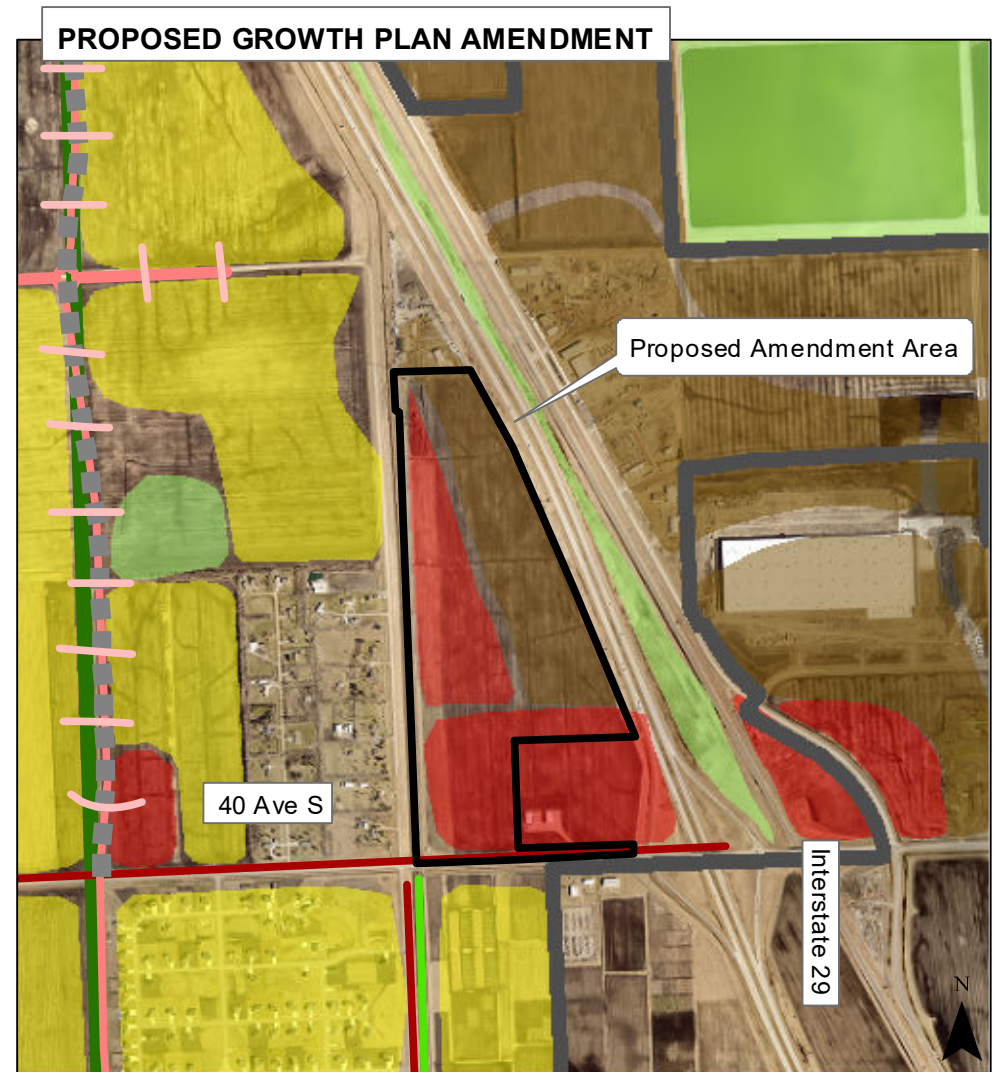 PROPOSED GROWTH PLAN AMENDMENT
Proposed Amendment Area
40 Ave S
Interstate 29
N